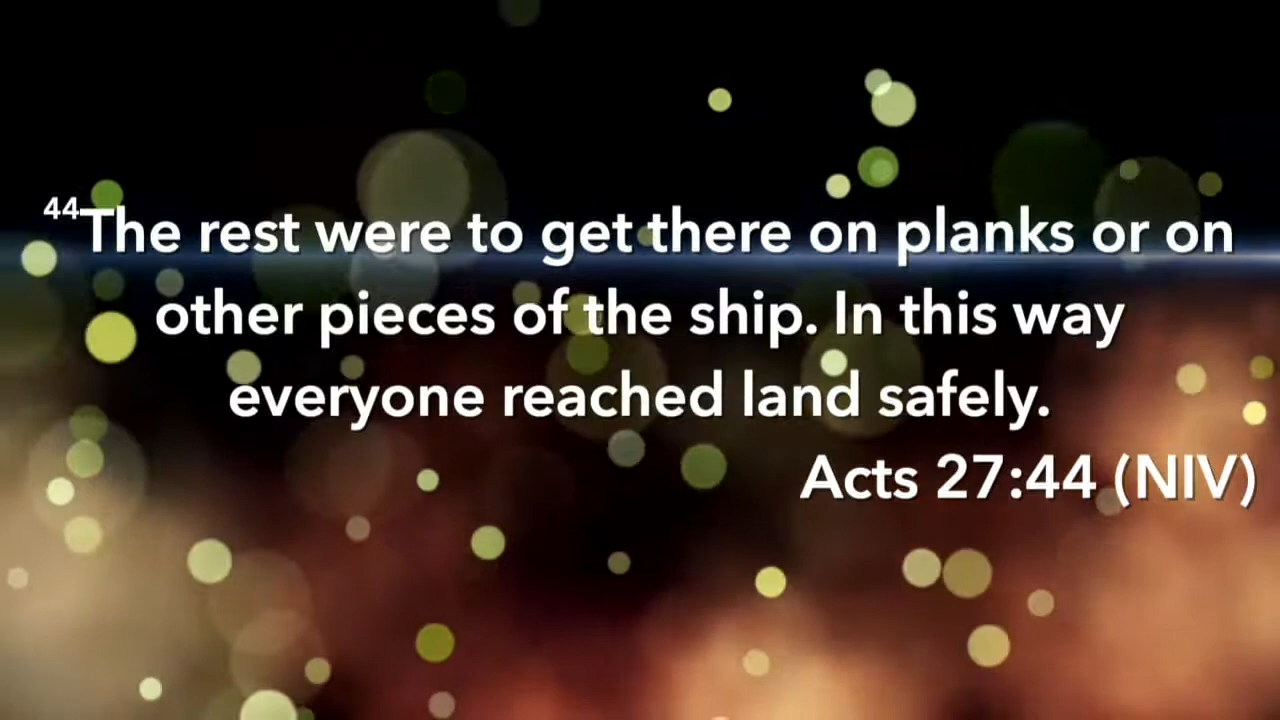 44The rest were to get there on planks or on
other pieces of the ship. In this way
everyone reached land safely.
Acts 27:44 (NIV)